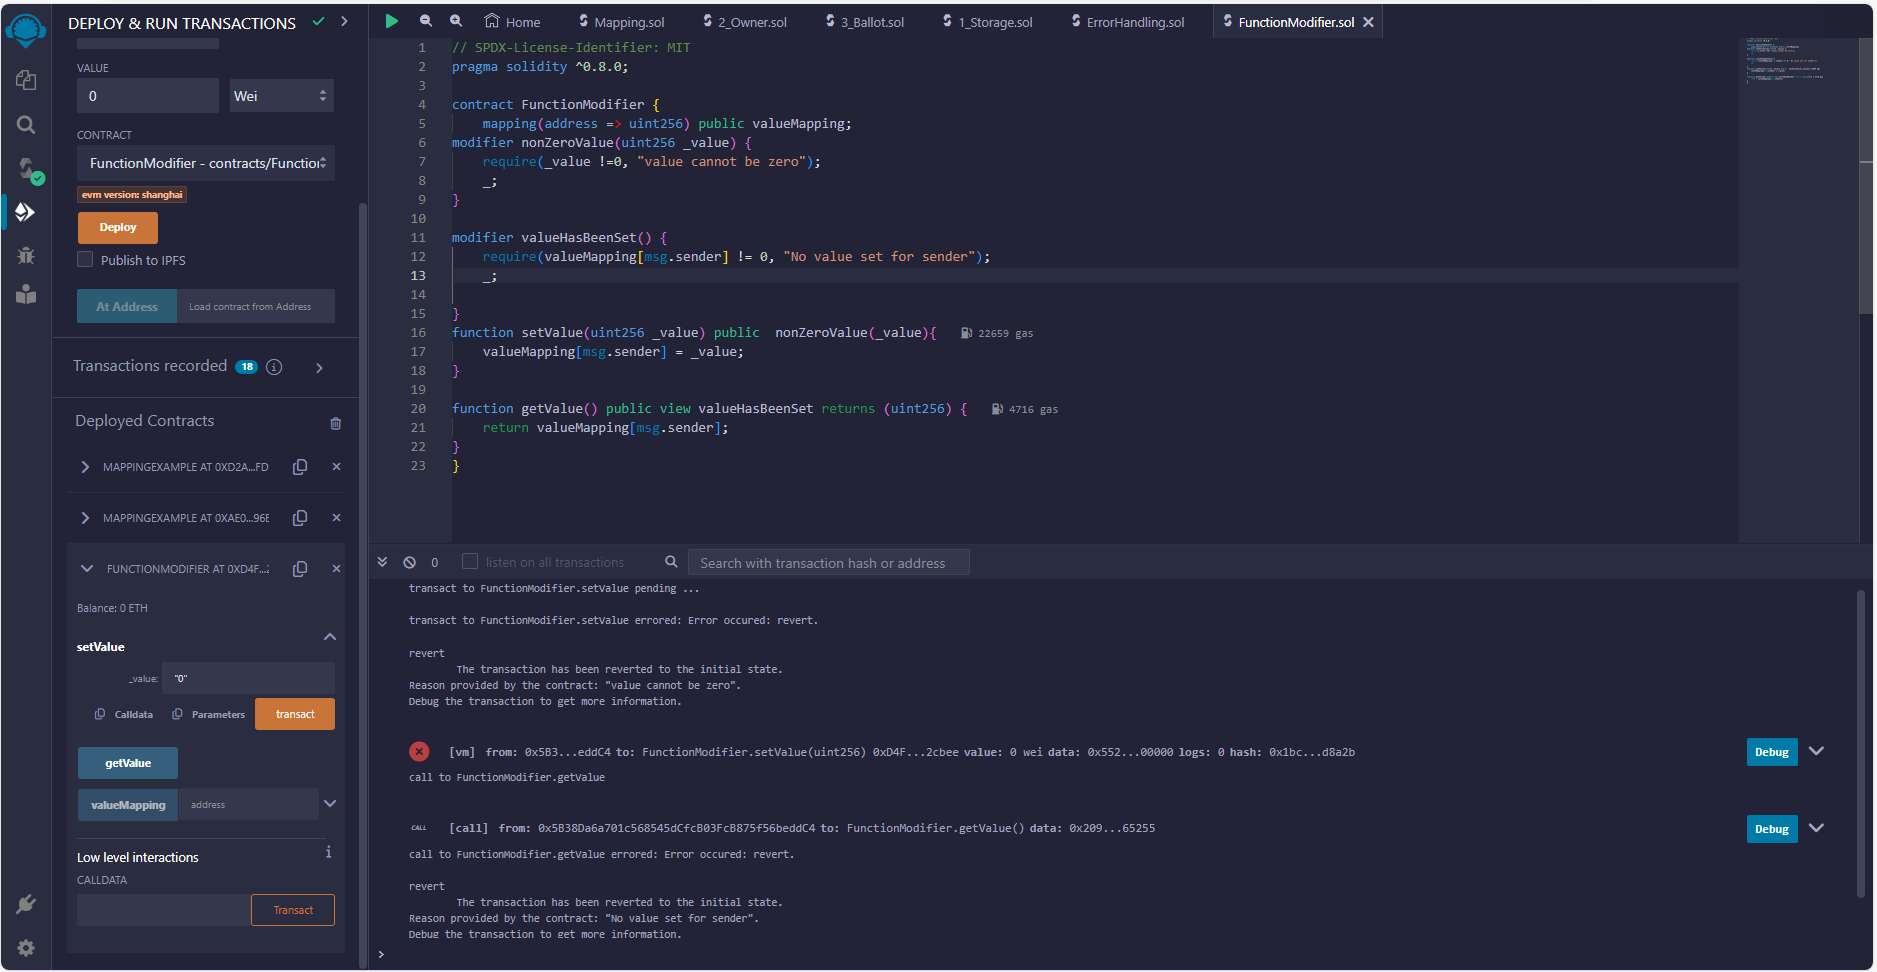 DEPLOY & RUN TRANSACTIONS
VALUE
0
Wei
CONTRACT
FunctionModifier - contracts/Function
evm version: shanghai
Deploy
Publish to IPFS
At Address
Load contract from Address
Transactions recorded 18
Deployed Contracts
MAPPINGEXAMPLE AT 0XD2A...FD
MAPPINGEXAMPLE AT 0XAE0...96E
FUNCTIONMODIFIER AT 0XD4F...2
Balance: 0 ETH
setValue
_value: "0"
Calldata Parameters transact
getValue
valueMapping address
Low level interactions
CALLDATA
Transact
Home Mapping.sol 2_Owner.sol 3_Ballot.sol 1_Storage.sol ErrorHandling.sol FunctionModifier.sol
1 // SPDX-License-Identifier: MIT
2 pragma solidity ^0.8.0;
3
4 contract FunctionModifier {
5 mapping(address => uint256) public valueMapping;
6 modifier nonZeroValue(uint256 _value) {
7 require(_value !=0, "value cannot be zero");
8 _;
9 }
10
11 modifier valueHasBeenSet() {
12 require(valueMapping[msg.sender] != 0, "No value set for sender");
13 _;
14
15 }
16 function setValue(uint256 _value) public  nonZeroValue(_value){ 22659 gas
17 valueMapping[msg.sender] = _value;
18 }
19
20 function getValue() public view valueHasBeenSet returns (uint256) { 4716 gas
21 return valueMapping[msg.sender];
22 }
23 }
0 listen on all transactions Search with transaction hash or address
transact to FunctionModifier.setValue pending ...
transact to FunctionModifier.setValue errored: Error occured: revert.
revert
The transaction has been reverted to the initial state.
Reason provided by the contract: "value cannot be zero".
Debug the transaction to get more information.
[vm] from: 0x5B3...eddC4 to: FunctionModifier.setValue(uint256) 0xD4F...2cbee value: 0 wei data: 0x552...00000 logs: 0 hash: 0x1bc...d8a2b Debug
call to FunctionModifier.getValue
CALL [call] from: 0x5B38Da6a701c568545dCfcB03FcB875f56beddC4 to: FunctionModifier.getValue() data: 0x209...65255 Debug
call to FunctionModifier.getValue errored: Error occured: revert.
revert
The transaction has been reverted to the initial state.
Reason provided by the contract: "No value set for sender".
Debug the transaction to get more information.
>